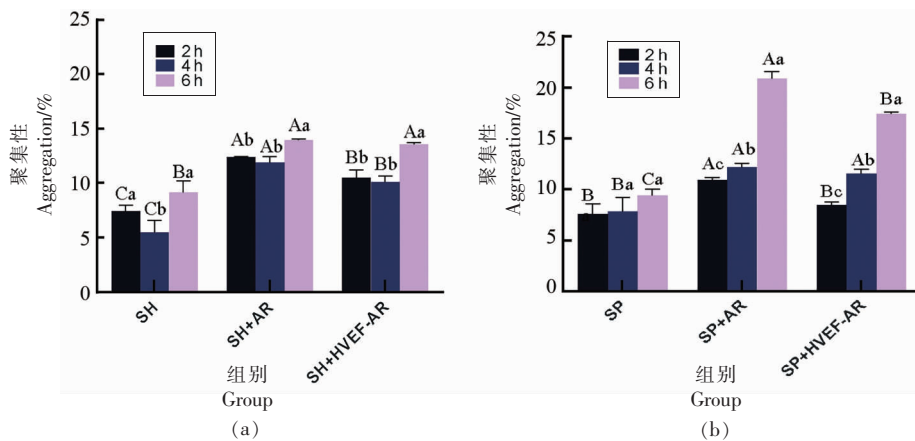 25
20
15
10
5
0
聚集性
Aggregation/%
2 h
4 h
6 h
Ca
Cb
Ba
Ab
Ab
Aa
Bb
Bb
Aa
SH
SH+AR
SH+HVEF-AR
组别
Group
(a)
25
20
15
10
5
0
聚集性
Aggregation/%
2 h
4 h
6 h
B
Ba
Ca
Ac
Ab
Aa
Bc
Ab
Ba
SP
SP+AR
SP+HVEF-AR
组别
Group
(b)